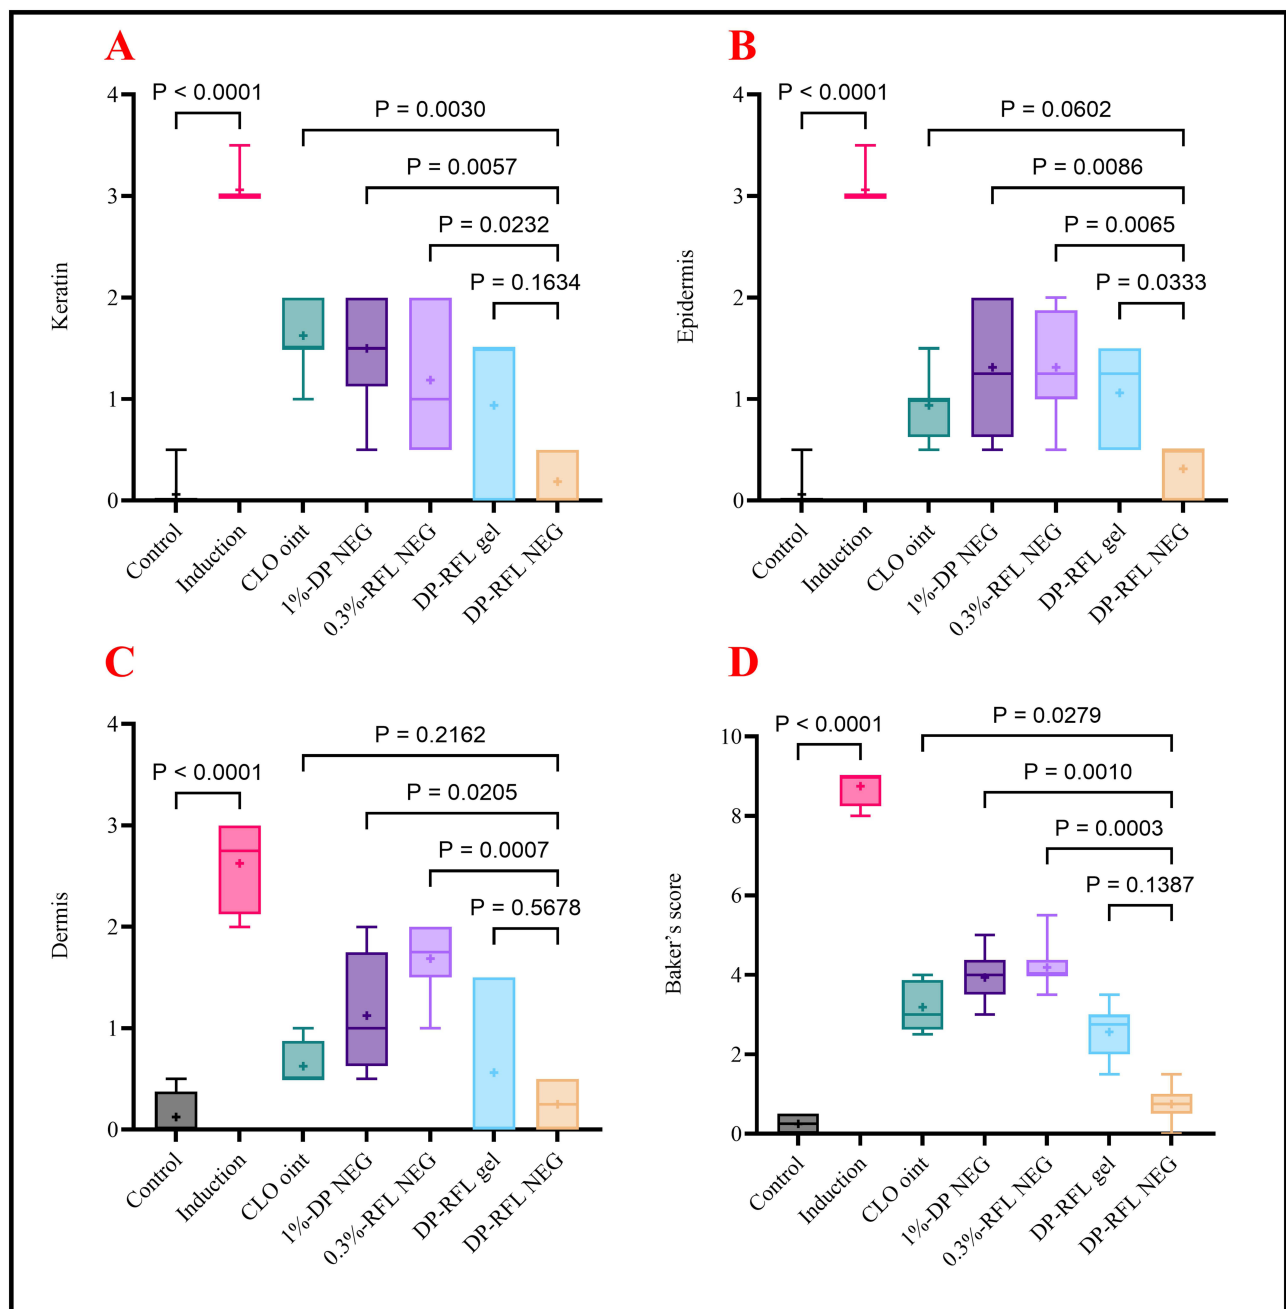 A
P < 0.0001
P = 0.0030
P = 0.0057
P = 0.0232
P = 0.1634
Keratin
4
3
2
1
0
Control
Induction
CLO oint
1%-DP NEG
0.3%-RFL NEG
DP-RFL gel
DP-RFL NEG
B
P < 0.0001
P = 0.0602
P = 0.0086
P = 0.0065
P = 0.0333
Epidermis
4
3
2
1
0
Control
Induction
CLO oint
1%-DP NEG
0.3%-RFL NEG
DP-RFL gel
DP-RFL NEG
C
P < 0.0001
P = 0.2162
P = 0.0205
P = 0.0007
P = 0.5678
Dermis
4
3
2
1
0
Control
Induction
CLO oint
1%-DP NEG
0.3%-RFL NEG
DP-RFL gel
DP-RFL NEG
D
P < 0.0001
P = 0.0279
P = 0.0010
P = 0.0003
P = 0.1387
Baker’s score
10
8
6
4
2
0
Control
Induction
CLO oint
1%-DP NEG
0.3%-RFL NEG
DP-RFL gel
DP-RFL NEG